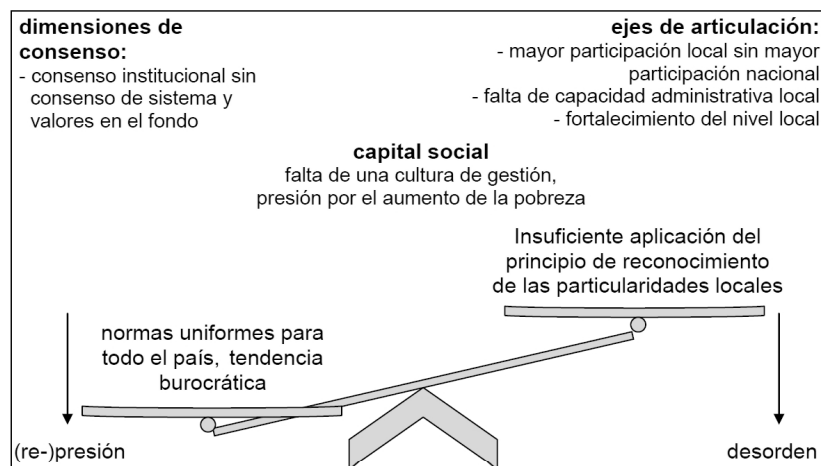 dimensiones de
consenso:
- consenso institucional sin
consenso de sistema y
valores en el fondo
ejes de articulación:
- mayor participación local sin mayor
participación nacional
- falta de capacidad administrativa local
- fortalecimiento del nivel local
capital social
falta de una cultura de gestión,
presión por el aumento de la pobreza
Insuficiente aplicación del
principio de reconocimiento
de las particularidades locales
normas uniformes para
todo el país, tendencia
burocrática
(re-)presión
desorden